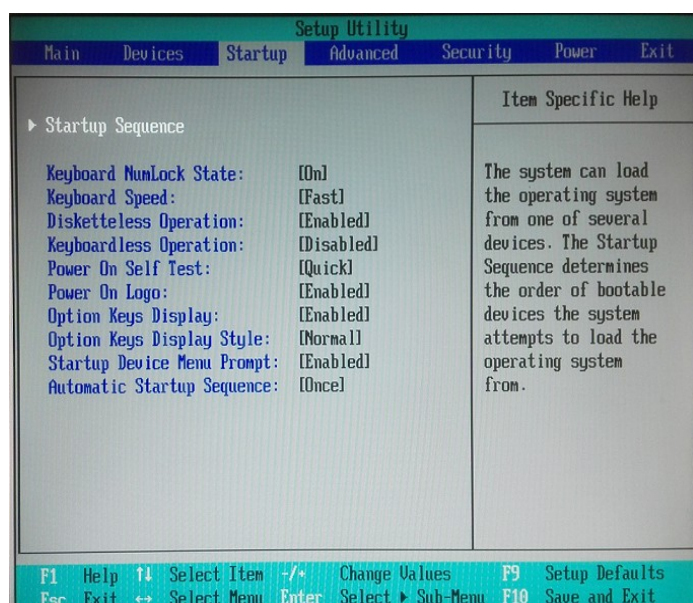 Setup Utility
Main Devices Startup Advanced Security Power Exit
Item Specific Help
▶ Startup Sequence
Keyboard NumLock State: [On]
Keyboard Speed: [Fast]
Disketteless Operation: [Enabled]
Keyboardless Operation: [Disabled]
Power On Self Test: [Quick]
Power On Logo: [Enabled]
Option Keys Display: [Enabled]
Option Keys Display Style: [Normal]
Startup Device Menu Prompt: [Enabled]
Automatic Startup Sequence: [Once]
The system can load
the operating system
from one of several
devices. The Startup
Sequence determines
the order of bootable
devices the system
attempts to load the
operating system
from.
F1 Help ↑↓ Select Item -/+ Change Values F9 Setup Defaults
Esc Exit ↔ Select Menu Enter Select ▶ Sub-Menu F10 Save and Exit